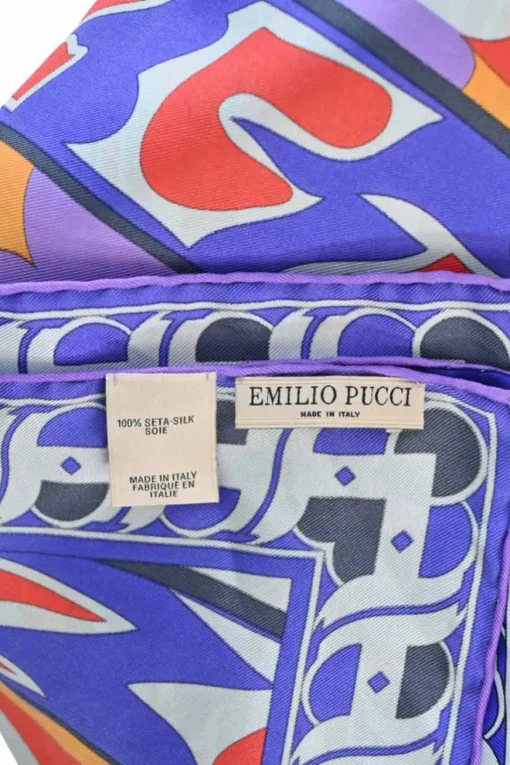 100% SETA-SILK
SOIE
MADE IN ITALY
FABRIQUÉ EN
ITALIE
EMILIO PUCCI
MADE IN ITALY